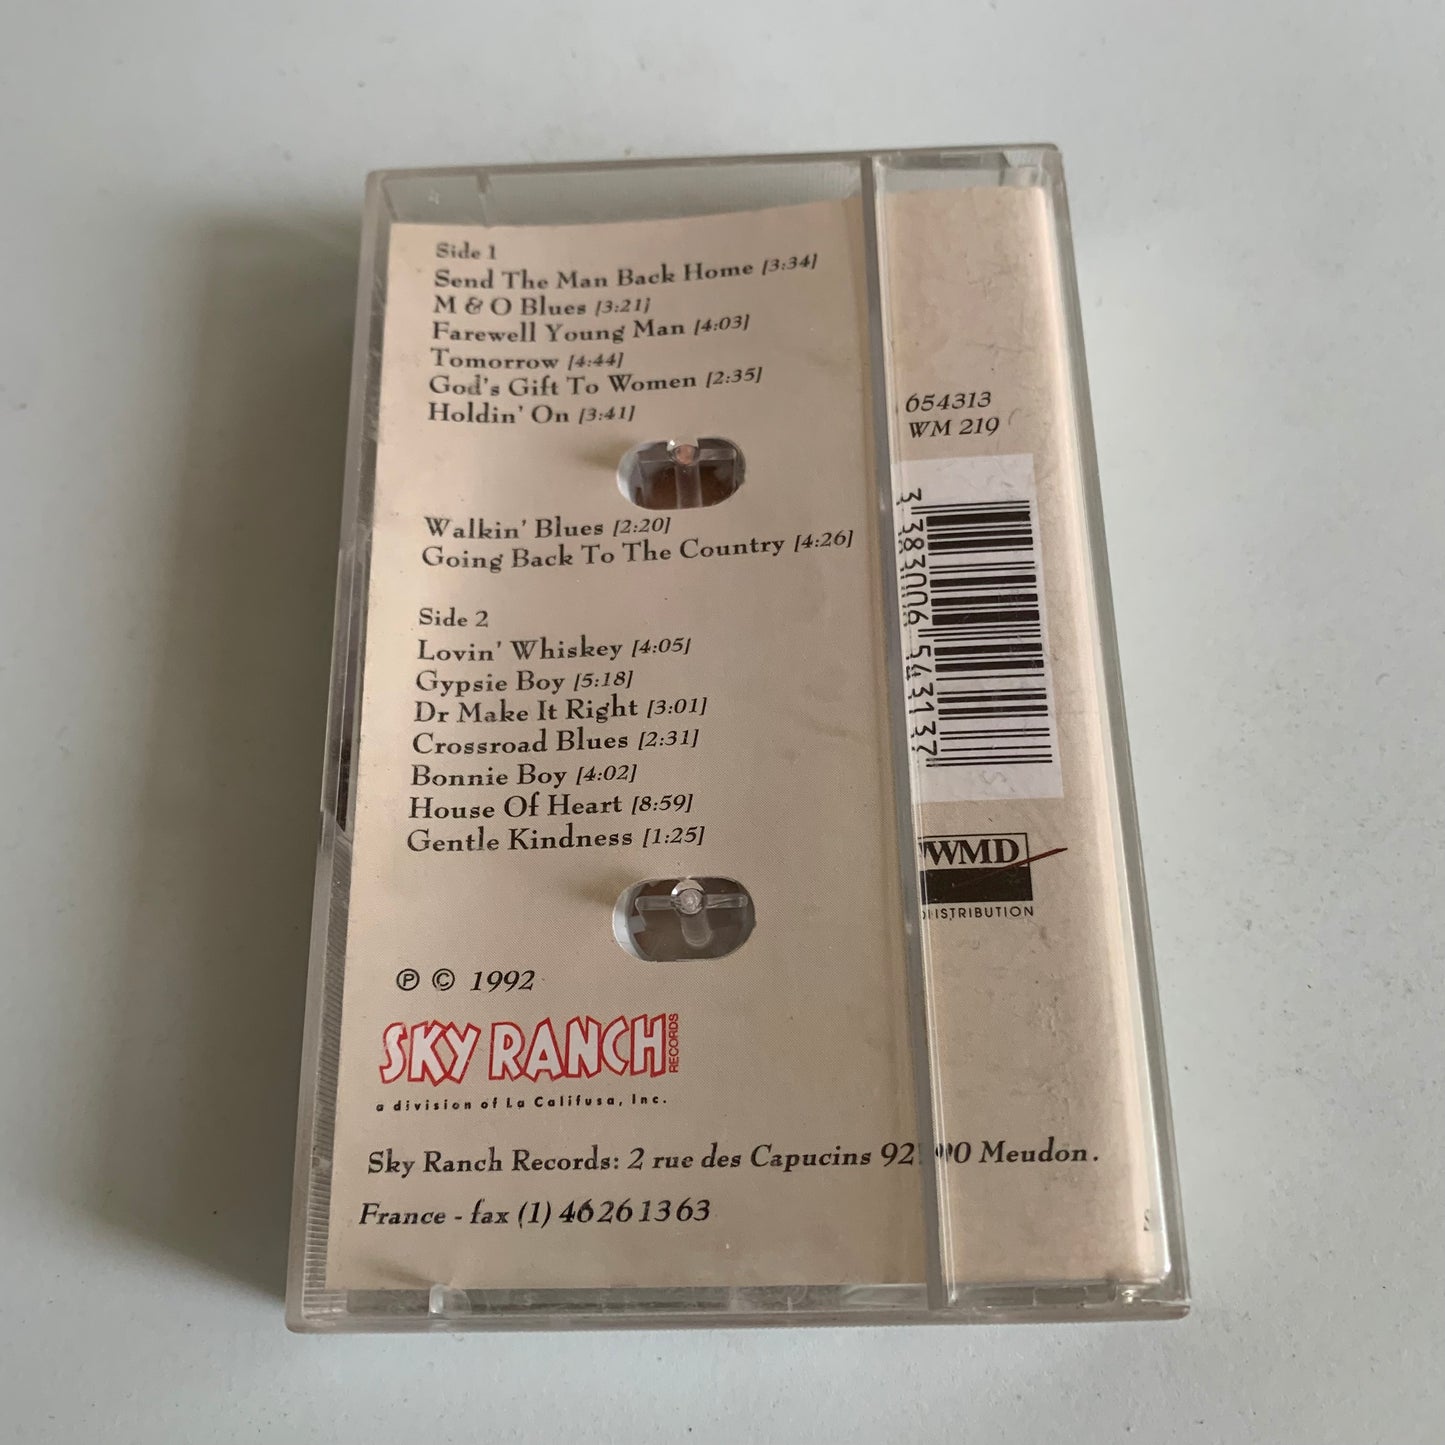 Side 1
Send The Man Back Home [3:34]
M & O Blues [3:21]
Farewell Young Man [4:03]
Tomorrow [4:44]
God's Gift To Women [2:35]
Holdin' On [3:41]
Walkin' Blues [2:20]
Going Back To The Country [4:26]
Side 2
Lovin' Whiskey [4:05]
Gypsie Boy [5:18]
Dr Make It Right [3:01]
Crossroad Blues [2:31]
Bonnie Boy [4:02]
House Of Heart [8:59]
Gentle Kindness [1:25]
℗ © 1992
SKY RANCH RECORDS
a division of La Califusa, Inc.
Sky Ranch Records: 2 rue des Capucins Meudon.
France - fax (1) 46261363
654313
WM 219
3 383006 543137
WMD
DISTRIBUTION